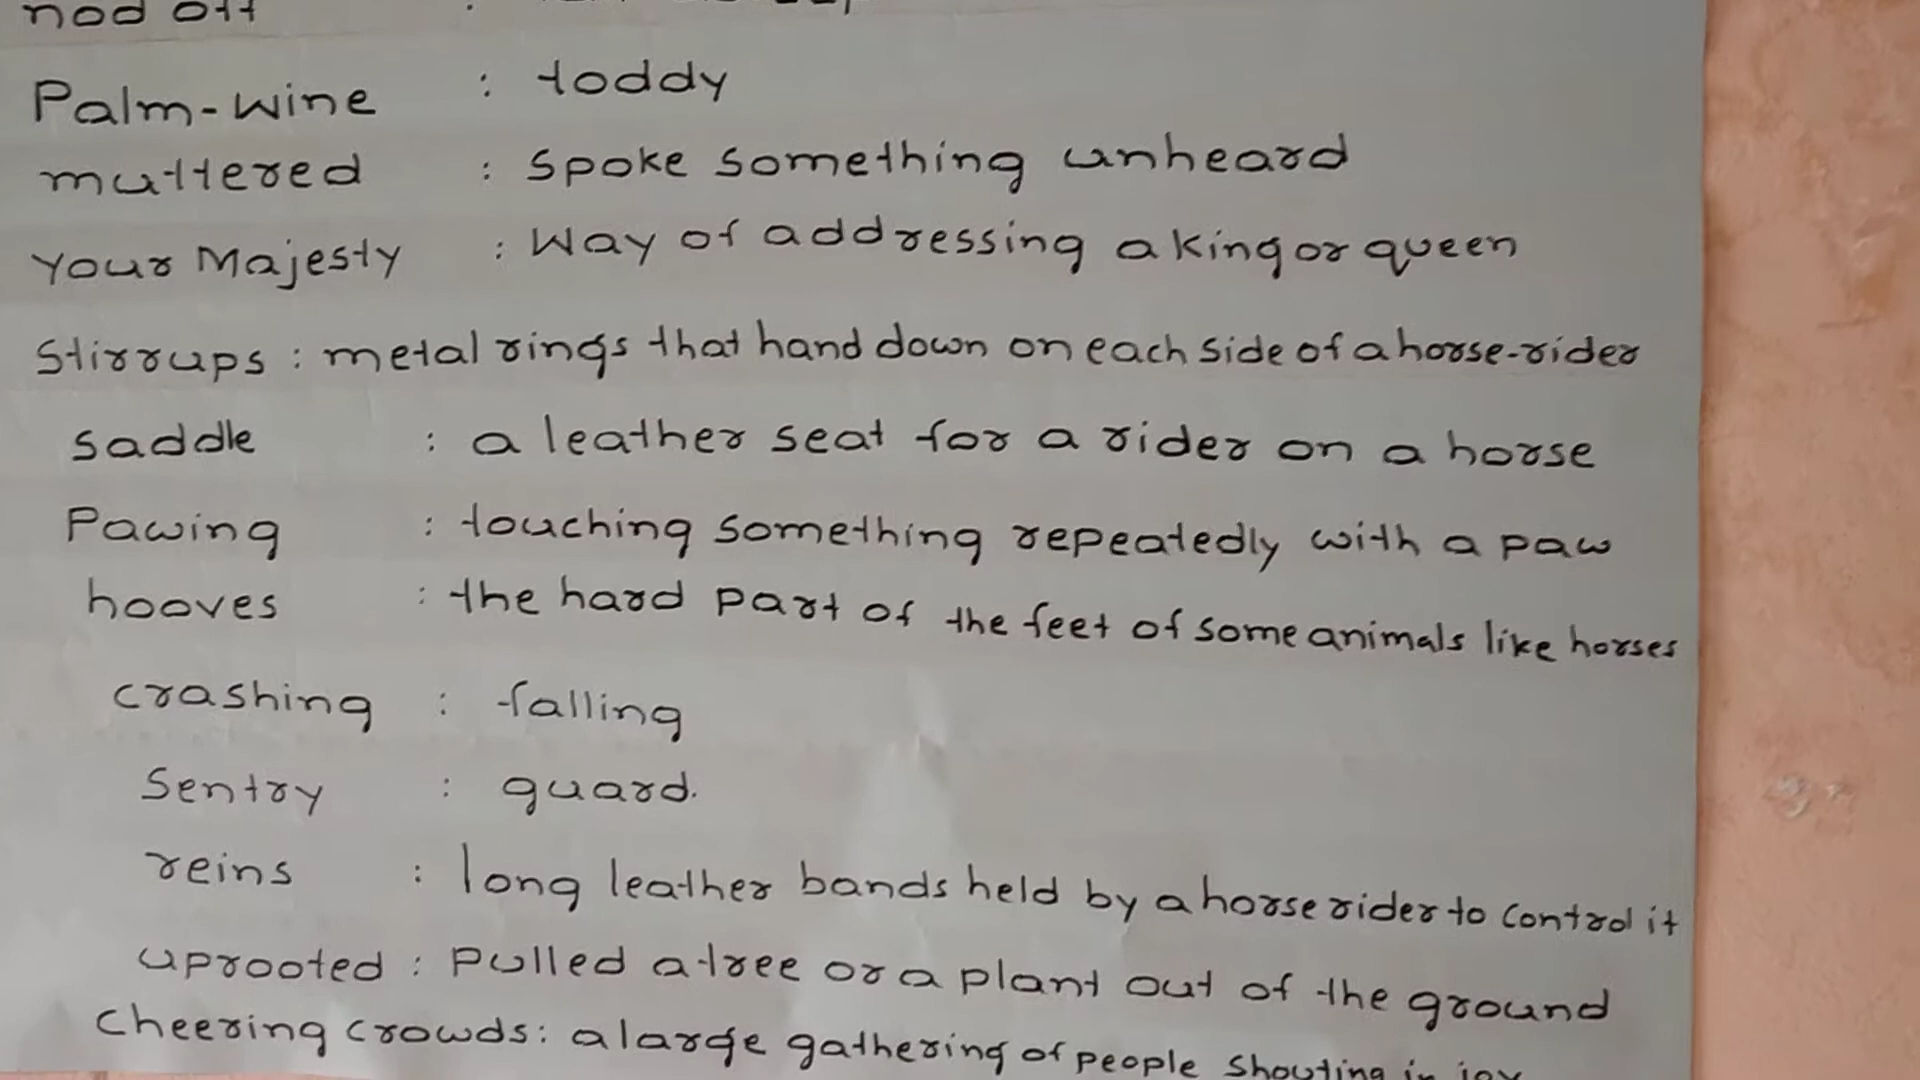 nod off :
Palm-wine : toddy
muttered : spoke something unheard
Your Majesty : Way of addressing a king or queen
Stirrups : metal rings that hand down on each side of a horse-rider
saddle : a leather seat for a rider on a horse
Pawing : touching something repeatedly with a paw
hooves : the hard part of the feet of some animals like horses
crashing : falling
Sentry : guard.
reins : long leather bands held by a horse rider to control it
uprooted : Pulled a tree or a plant out of the ground
Cheering crowds: a large gathering of people shouting in joy